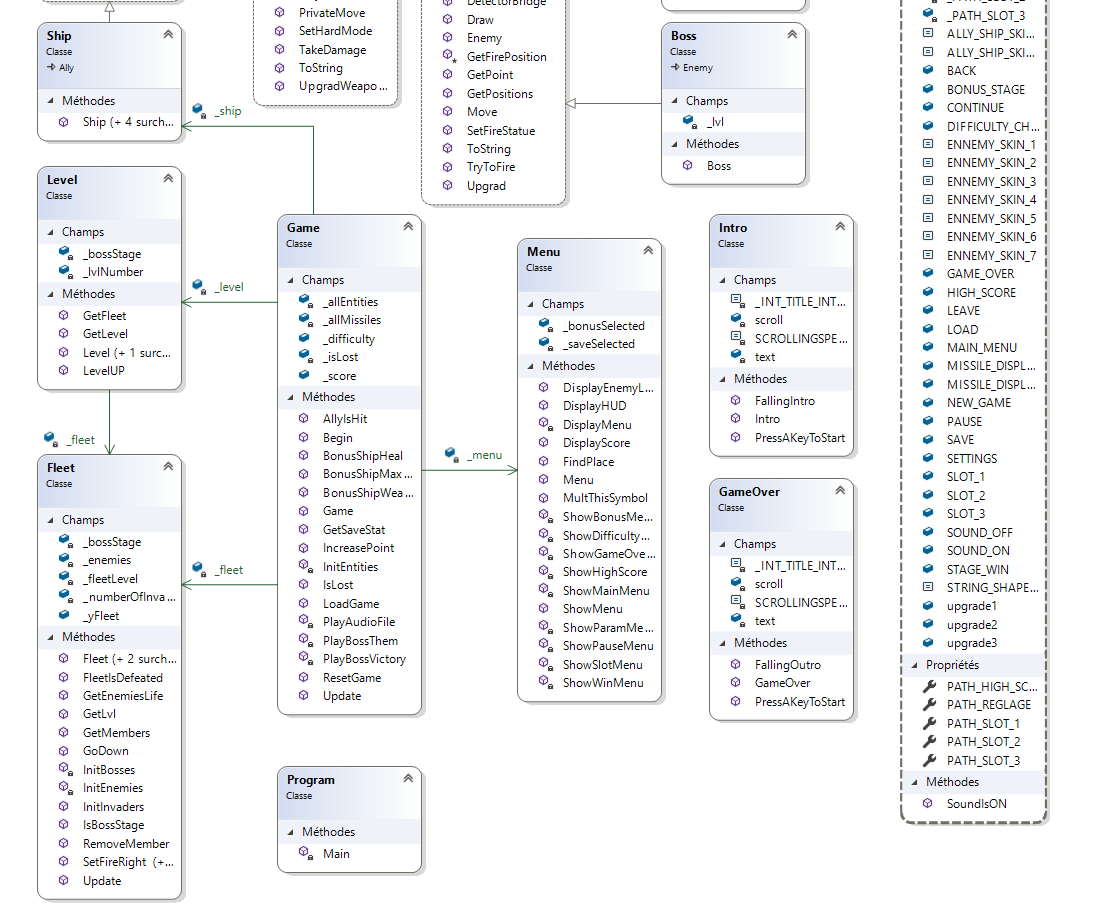 PrivateMove
SetHardMode
TakeDamage
ToString
UpgradWeapo...
DetectorBridge
Draw
Enemy
GetFirePosition
GetPoint
GetPositions
Move
SetFireStatue
ToString
TryToFire
Upgrad
Ship
Classe
Ally
Méthodes
Ship (+ 4 surch...
_ship
Boss
Classe
Enemy
Champs
_lvl
Méthodes
Boss
Level
Classe
Champs
_bossStage
_lvlNumber
Méthodes
GetFleet
GetLevel
Level (+ 1 surc...
LevelUP
_level
_fleet
Fleet
Classe
Champs
_bossStage
_enemies
_fleetLevel
_numberOfInva...
_yFleet
Méthodes
Fleet (+ 2 surch...
FleetIsDefeated
GetEnemiesLife
GetLvl
GetMembers
GoDown
InitBosses
InitEnemies
InitInvaders
IsBossStage
RemoveMember
SetFireRight (+...
Update
_fleet
Game
Classe
Champs
_allEntities
_allMissiles
_difficulty
_isLost
_score
Méthodes
AllyIsHit
Begin
BonusShipHeal
BonusShipMax...
BonusShipWea...
Game
GetSaveStat
IncreasePoint
InitEntities
IsLost
LoadGame
PlayAudioFile
PlayBossThem
PlayBossVictory
ResetGame
Update
_menu
Program
Classe
Méthodes
Main
Menu
Classe
Champs
_bonusSelected
_saveSelected
Méthodes
DisplayEnemyL...
DisplayHUD
DisplayMenu
DisplayScore
FindPlace
Menu
MultThisSymbol
ShowBonusMe...
ShowDifficulty...
ShowGameOve...
ShowHighScore
ShowMainMenu
ShowMenu
ShowParamMe...
ShowPauseMenu
ShowSlotMenu
ShowWinMenu
Intro
Classe
Champs
_INT_TITLE_INT...
scroll
SCROLLINGSPE...
text
Méthodes
FallingIntro
Intro
PressAKeyToStart
GameOver
Classe
Champs
_INT_TITLE_INT...
scroll
SCROLLINGSPE...
text
Méthodes
FallingOutro
GameOver
PressAKeyToStart
_PATH_SLOT_2
_PATH_SLOT_3
ALLY_SHIP_SKI...
ALLY_SHIP_SKI...
BACK
BONUS_STAGE
CONTINUE
DIFFICULTY_CH...
ENNEMY_SKIN_1
ENNEMY_SKIN_2
ENNEMY_SKIN_3
ENNEMY_SKIN_4
ENNEMY_SKIN_5
ENNEMY_SKIN_6
ENNEMY_SKIN_7
GAME_OVER
HIGH_SCORE
LEAVE
LOAD
MAIN_MENU
MISSILE_DISPL...
MISSILE_DISPL...
NEW_GAME
PAUSE
SAVE
SETTINGS
SLOT_1
SLOT_2
SLOT_3
SOUND_OFF
SOUND_ON
STAGE_WIN
STRING_SHAPE...
upgrade1
upgrade2
upgrade3
Propriétés
PATH_HIGH_SC...
PATH_REGLAGE
PATH_SLOT_1
PATH_SLOT_2
PATH_SLOT_3
Méthodes
SoundIsON